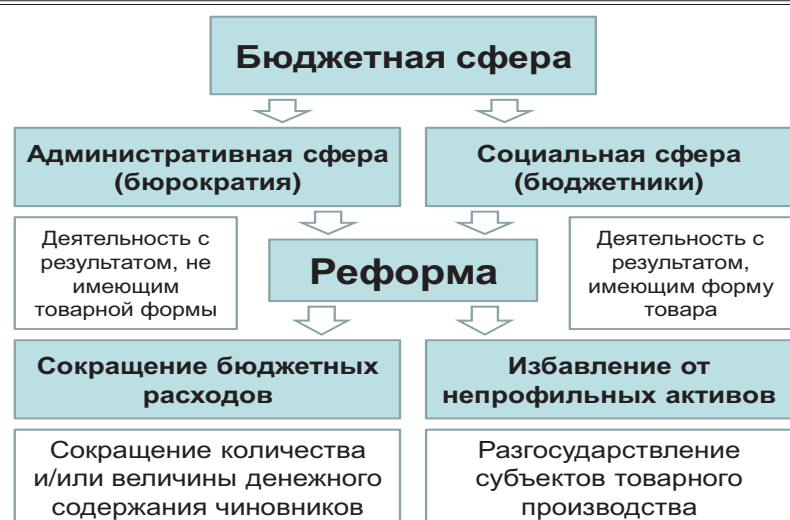 Бюджетная сфера
Административная сфера
(бюрократия)
Социальная сфера
(бюджетники)
Деятельность с
результатом, не
имеющим
товарной формы
Реформа
Деятельность с
результатом,
имеющим форму
товара
Сокращение бюджетных
расходов
Избавление от
непрофильных активов
Сокращение количества
и/или величины денежного
содержания чиновников
Разгосударствление
субъектов товарного
производства